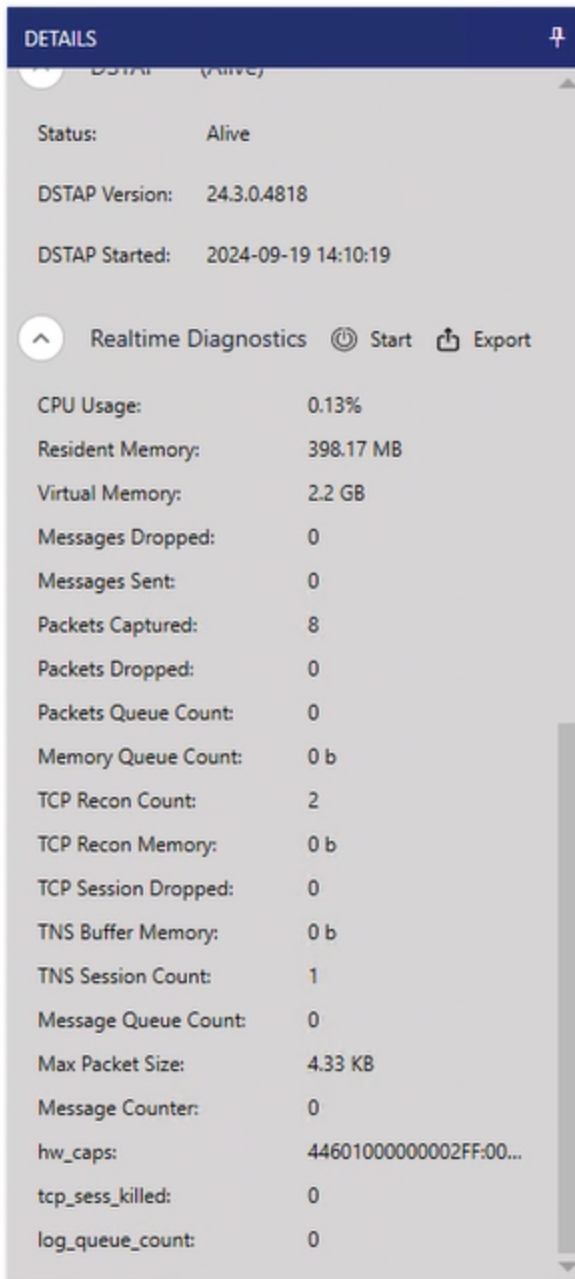 DETAILS
DSTAP (Alive)
Status: Alive
DSTAP Version: 24.3.0.4818
DSTAP Started: 2024-09-19 14:10:19
Realtime Diagnostics Start Export
CPU Usage: 0.13%
Resident Memory: 398.17 MB
Virtual Memory: 2.2 GB
Messages Dropped: 0
Messages Sent: 0
Packets Captured: 8
Packets Dropped: 0
Packets Queue Count: 0
Memory Queue Count: 0 b
TCP Recon Count: 2
TCP Recon Memory: 0 b
TCP Session Dropped: 0
TNS Buffer Memory: 0 b
TNS Session Count: 1
Message Queue Count: 0
Max Packet Size: 4.33 KB
Message Counter: 0
hw_caps: 44601000000002FF:00...
tcp_sess_killed: 0
log_queue_count: 0